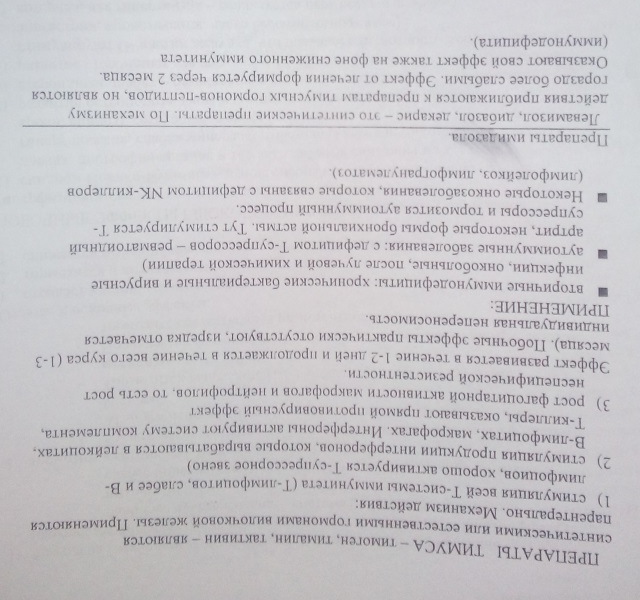 ПРЕПАРАТЫ ТИМУСА – тимоген, тималин, тактивин – являются
синтетическими или естественными гормонами вилочковой железы. Применяются
парентерально. Механизм действия:
1) стимуляция всей Т-системы иммунитета (Т-лимфоцитов, слабее и В-
лимфоциов, хорошо активируется Т-супрессорное звено)
2) стимуляция продукции интерферонов, которые вырабатываются в лейкоцитах,
В-лимфоцитах, макрофагах. Интерфероны активируют систему комплемента,
Т-киллеры, оказывают прямой противовирусный эффект
3) рост фагоцитарной активности макрофагов и нейтрофилов. то есть рост
неспецифической резистентности.
Эффект развивается в течение 1-2 дней и продолжается в течение всего курса (1-3
месяца). Побочные эффекты практически отсутствуют, изредка отмечается
индивидуальная непереносимость.
ПРИМЕНЕНИЕ:
■ вторичные иммунодефициты: хронические бактериальные и вирусные
инфекции, онкобольные, после лучевой и химической терапии)
■ аутоиммунные заболевания: с дефицитом Т-супрессоров – ревматоидный
артрит, некоторые формы бронхиальной астмы. Тут стимулируется Т-
супрессоры и тормозится аутоиммунный процесс.
■ Некоторые онкозаболевания, которые связаны с дефицитом NK-киллеров
(лимфолейкоз, лимфогранулематоз).
Препараты имидазола.
Левамизол, дибазол, декарис – это синтетические препараты. По механизму
действия приближаются к препаратам тимусных гормонов-пептидов, но являются
гораздо более слабыми. Эффект от лечения формируется через 2 месяца.
Оказывают свой эффект также на фоне сниженного иммунитета
(иммунодефицита).